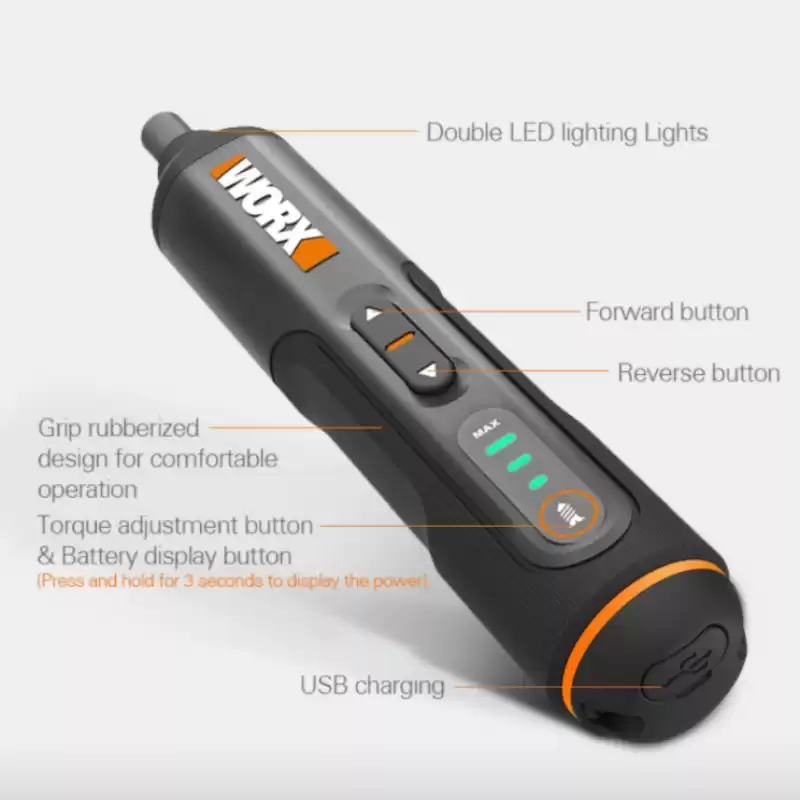 Double LED lighting Lights
WORX
Forward button
Reverse button
MAX
Grip rubberized
design for comfortable
operation
Torque adjustment button
& Battery display button
(Press and hold for 3 seconds to display the power)
USB charging